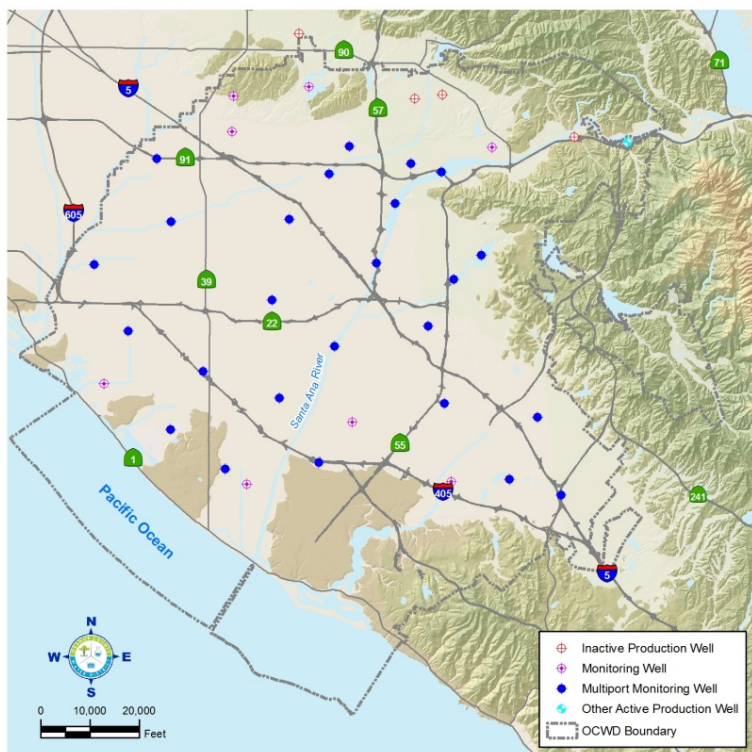 90
71
5
57
91
605
39
22
Santa Ana River
55
1
405
241
Pacific Ocean
5
N
W E
S
0 10,000 20,000
Feet
Inactive Production Well
Monitoring Well
Multiport Monitoring Well
Other Active Production Well
OCWD Boundary